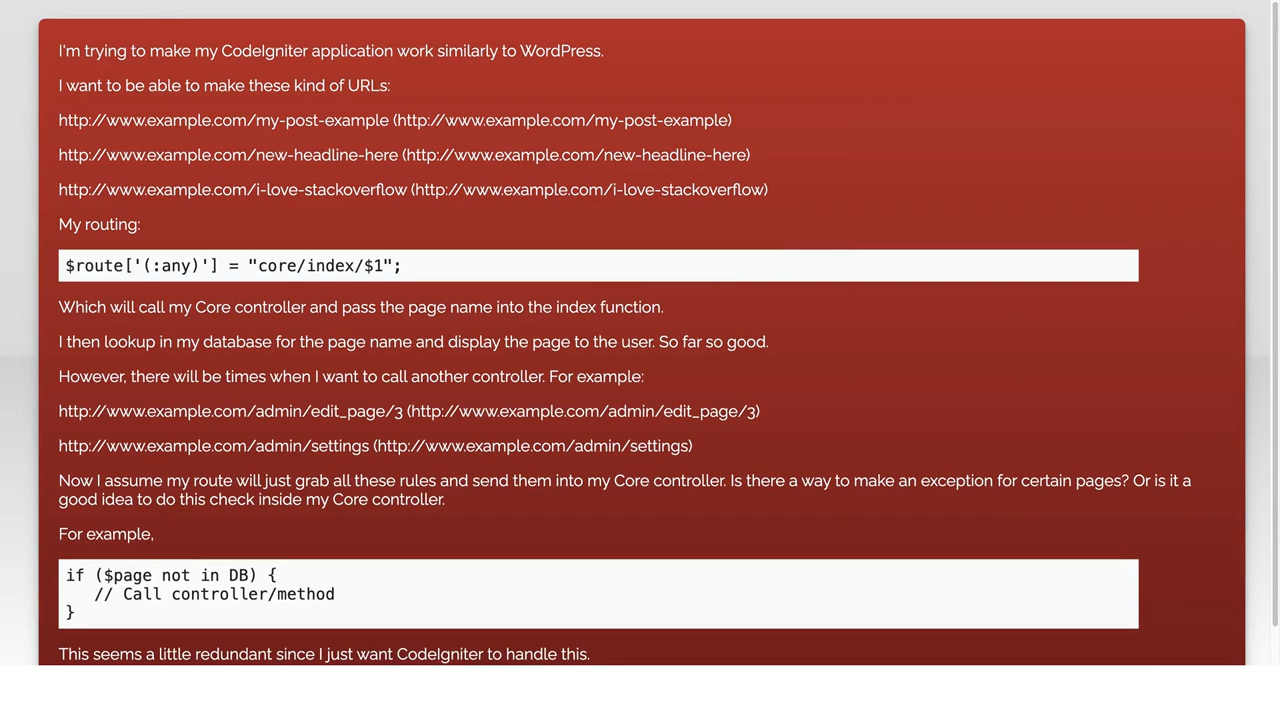 I'm trying to make my CodeIgniter application work similarly to WordPress.
I want to be able to make these kind of URLs:
http://www.example.com/my-post-example (http://www.example.com/my-post-example)
http://www.example.com/new-headline-here (http://www.example.com/new-headline-here)
http://www.example.com/i-love-stackoverflow (http://www.example.com/i-love-stackoverflow)
My routing:
$route['(:any)'] = "core/index/$1";
Which will call my Core controller and pass the page name into the index function.
I then lookup in my database for the page name and display the page to the user. So far so good.
However, there will be times when I want to call another controller. For example:
http://www.example.com/admin/edit_page/3 (http://www.example.com/admin/edit_page/3)
http://www.example.com/admin/settings (http://www.example.com/admin/settings)
Now I assume my route will just grab all these rules and send them into my Core controller. Is there a way to make an exception for certain pages? Or is it a
good idea to do this check inside my Core controller.
For example,
if ($page not in DB) {
   // Call controller/method
}
This seems a little redundant since I just want CodeIgniter to handle this.